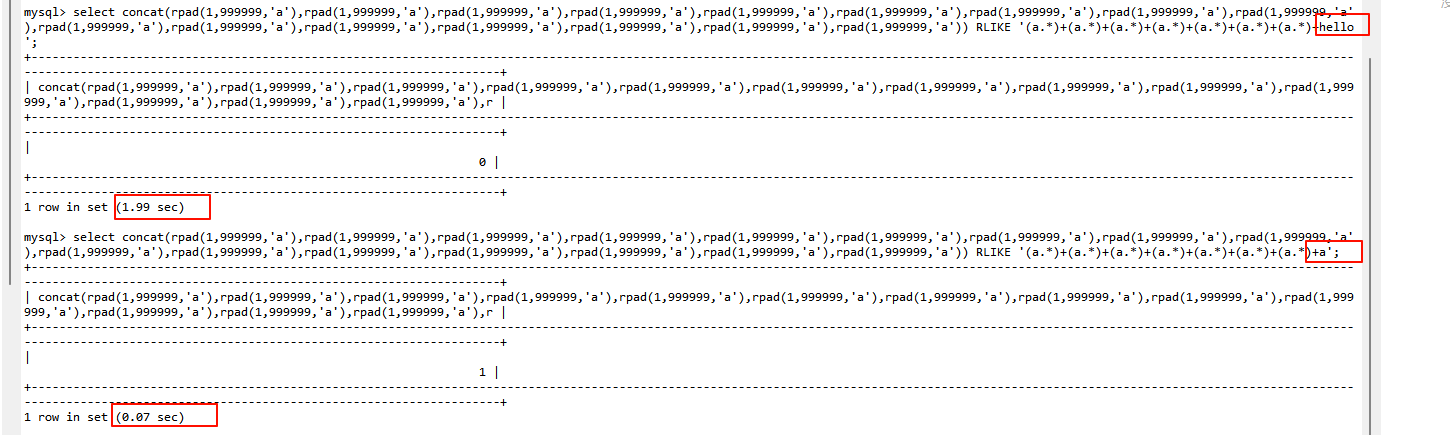 mysql> select concat(rpad(1,999999,'a'),rpad(1,999999,'a'),rpad(1,999999,'a'),rpad(1,999999,'a'),rpad(1,999999,'a'),rpad(1,999999,'a'),rpad(1,999999,'a'),rpad(1,999999,'a'),rpad(1,999999,'a'
),rpad(1,999999,'a'),rpad(1,999999,'a'),rpad(1,999999,'a'),rpad(1,999999,'a'),rpad(1,999999,'a'),rpad(1,999999,'a'),rpad(1,999999,'a')) RLIKE '(a.*)+(a.*)+(a.*)+(a.*)+(a.*)+(a.*)+(a.*)+hello
';
| concat(rpad(1,999999,'a'),rpad(1,999999,'a'),rpad(1,999999,'a'),rpad(1,999999,'a'),rpad(1,999999,'a'),rpad(1,999999,'a'),rpad(1,999999,'a'),rpad(1,999999,'a'),rpad(1,999999,'a'),rpad(1,999
999,'a'),rpad(1,999999,'a'),rpad(1,999999,'a'),rpad(1,999999,'a'),r |
|
0 |
1 row in set (1.99 sec)
mysql> select concat(rpad(1,999999,'a'),rpad(1,999999,'a'),rpad(1,999999,'a'),rpad(1,999999,'a'),rpad(1,999999,'a'),rpad(1,999999,'a'),rpad(1,999999,'a'),rpad(1,999999,'a'),rpad(1,999999,'a'
),rpad(1,999999,'a'),rpad(1,999999,'a'),rpad(1,999999,'a'),rpad(1,999999,'a'),rpad(1,999999,'a'),rpad(1,999999,'a'),rpad(1,999999,'a')) RLIKE '(a.*)+(a.*)+(a.*)+(a.*)+(a.*)+(a.*)+(a.*)+a';
| concat(rpad(1,999999,'a'),rpad(1,999999,'a'),rpad(1,999999,'a'),rpad(1,999999,'a'),rpad(1,999999,'a'),rpad(1,999999,'a'),rpad(1,999999,'a'),rpad(1,999999,'a'),rpad(1,999999,'a'),rpad(1,999
999,'a'),rpad(1,999999,'a'),rpad(1,999999,'a'),rpad(1,999999,'a'),r |
|
1 |
1 row in set (0.07 sec)